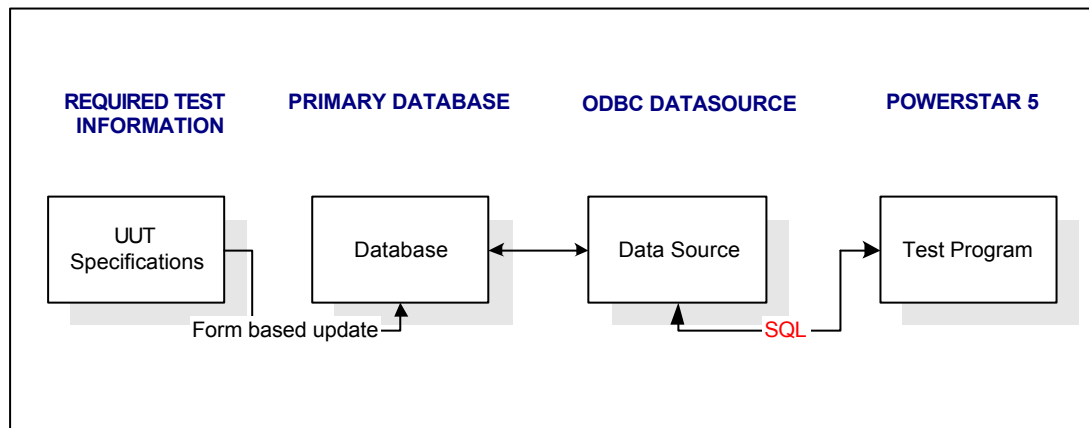 REQUIRED TEST
INFORMATION
PRIMARY DATABASE
ODBC DATASOURCE
POWERSTAR 5
UUT
Specifications
Database
Data Source
Test Program
Form based update
SQL